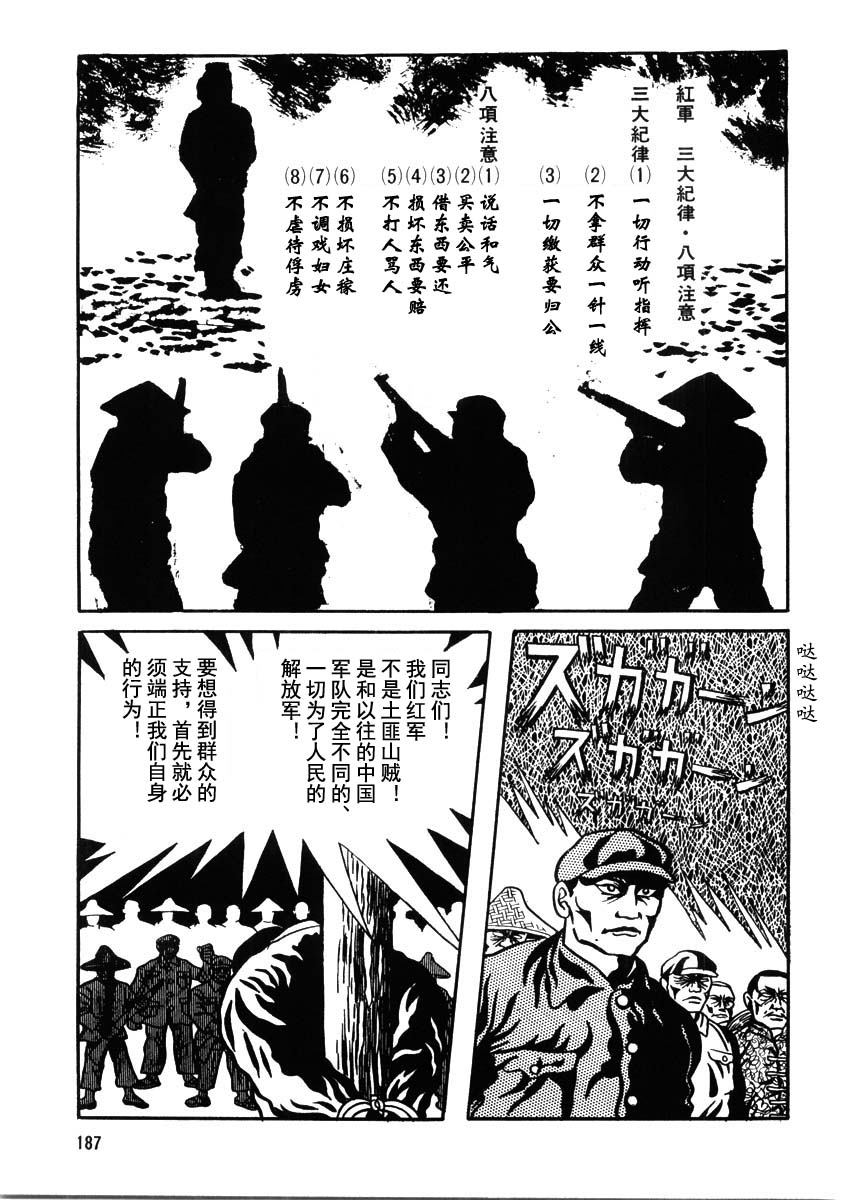 紅軍 三大紀律·八項注意
三大紀律
(1) 一切行动听指挥
(2) 不拿群众一针一线
(3) 一切缴获要归公
八項注意
(1) 说话和气
(2) 买卖公平
(3) 借东西要还
(4) 损坏东西要赔
(5) 不打人骂人
(6) 不损坏庄稼
(7) 不调戏妇女
(8) 不虐待俘虏
哒哒哒哒
ズガガーン
ズガガーン
ズガガーン
同志们！
我们红军
不是土匪山贼！
是和以往的中国
军队完全不同的、
一切为了人民的
解放军！
要想得到群众的
支持，首先就必
须端正我们自身
的行为！
187